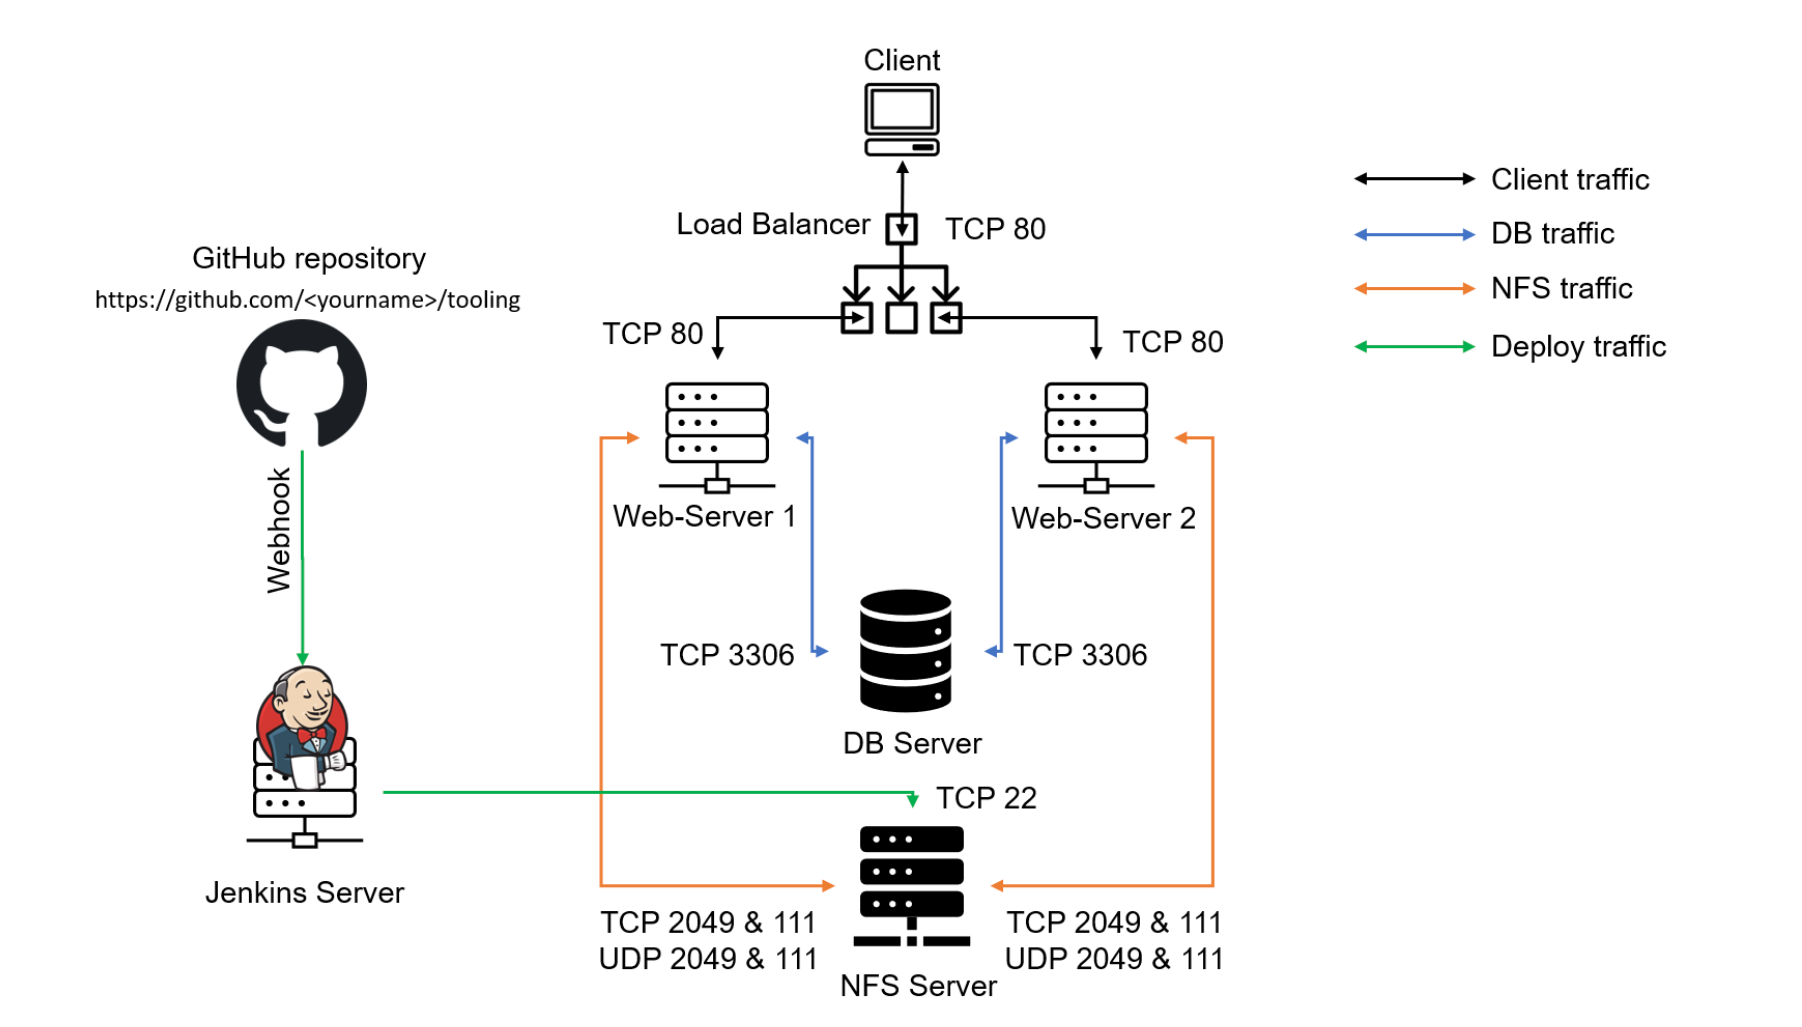 Client
Load Balancer
TCP 80
GitHub repository
https://github.com/<yourname>/tooling
TCP 80
TCP 80
Client traffic
DB traffic
NFS traffic
Deploy traffic
Webhook
Web-Server 1
Web-Server 2
TCP 3306
TCP 3306
DB Server
TCP 22
Jenkins Server
TCP 2049 & 111
UDP 2049 & 111
TCP 2049 & 111
UDP 2049 & 111
NFS Server